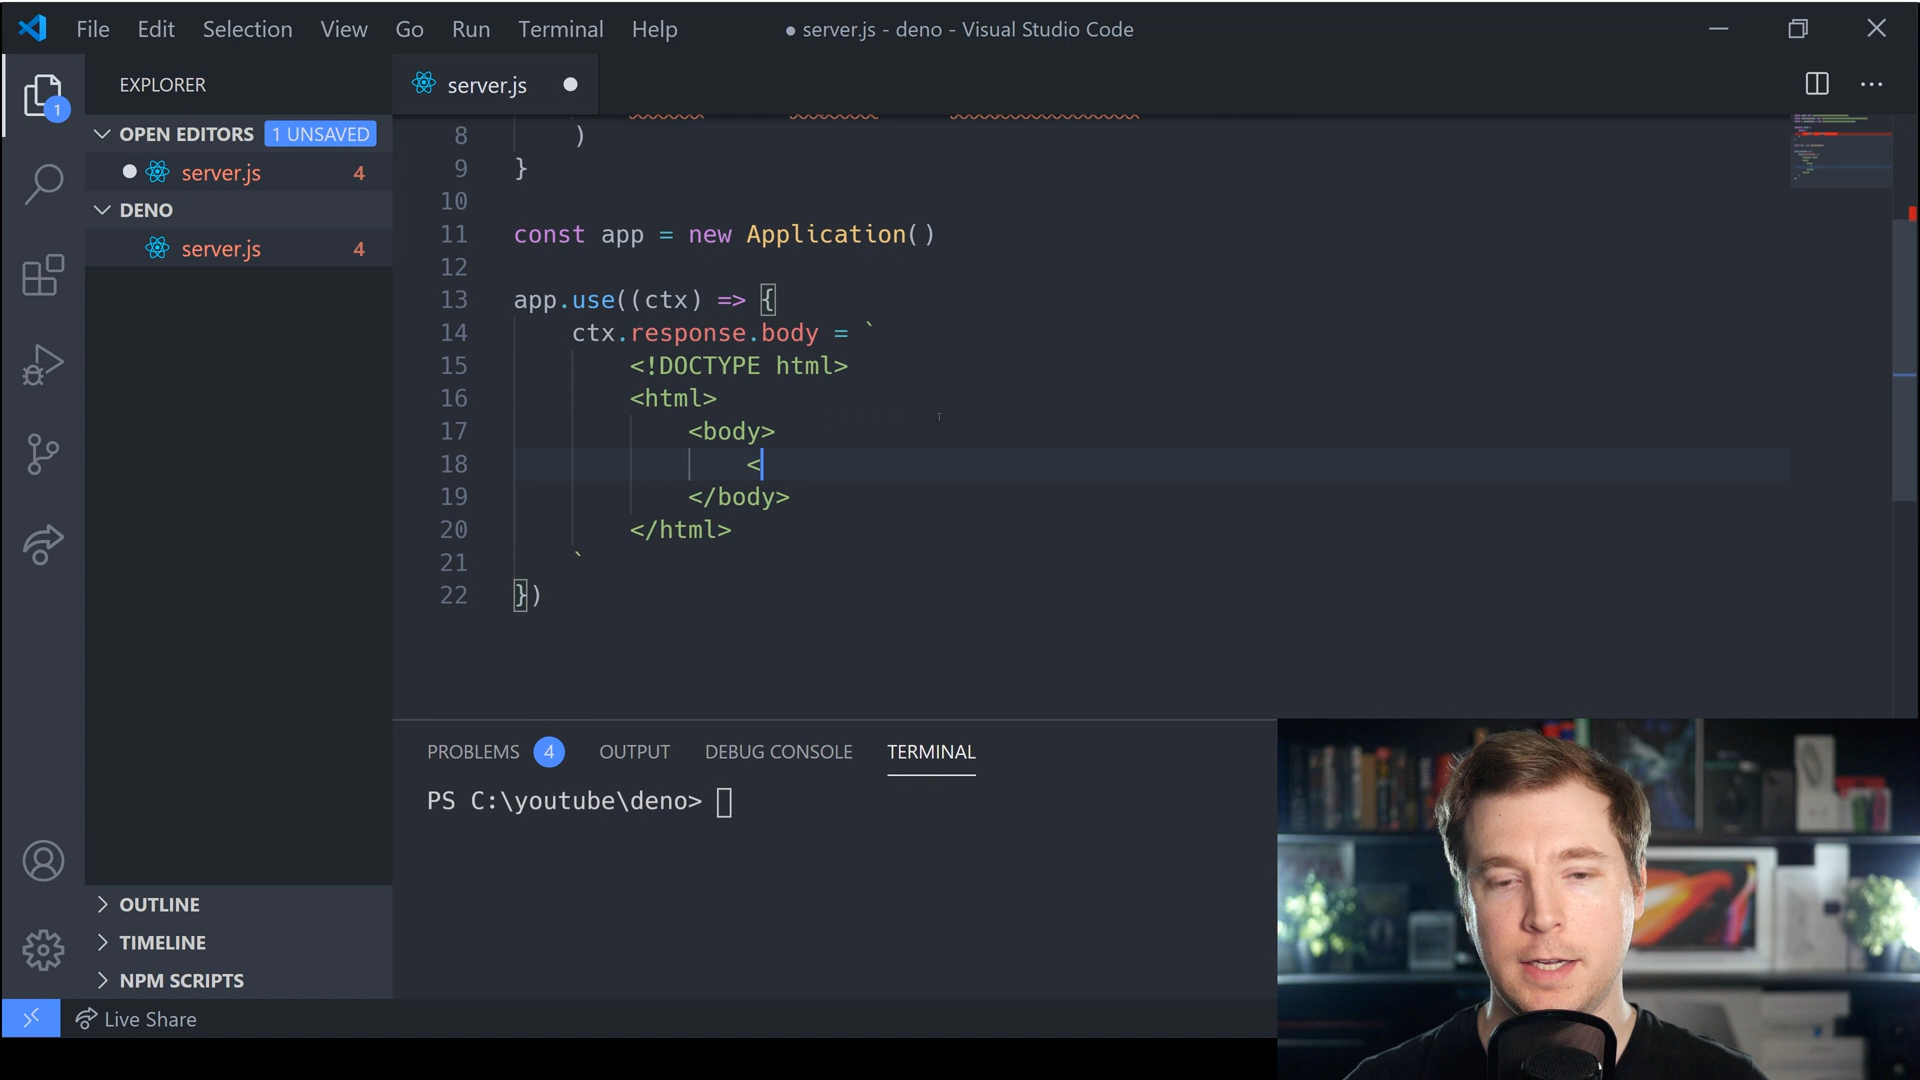 File Edit Selection View Go Run Terminal Help ● server.js - deno - Visual Studio Code
EXPLORER
server.js
OPEN EDITORS 1 UNSAVED
server.js 4
DENO
server.js 4
8 )
9 }
10
11 const app = new Application()
12
13 app.use((ctx) => {
14 ctx.response.body = `
15 <!DOCTYPE html>
16 <html>
17 <body>
18 <
19 </body>
20 </html>
21 `
22 })
1
PROBLEMS 4 OUTPUT DEBUG CONSOLE TERMINAL
PS C:\youtube\deno>
OUTLINE
TIMELINE
NPM SCRIPTS
Live Share